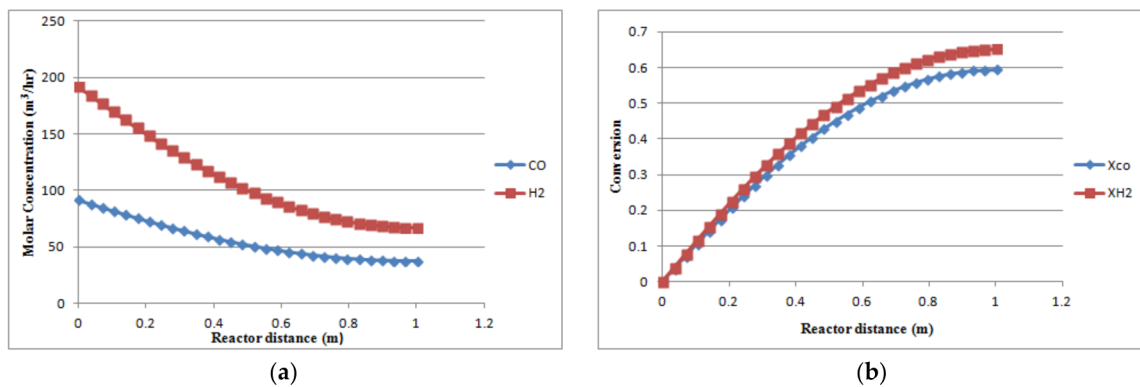 250
200
150
100
50
0
Molar Concentration (m³/hr)
0 0.2 0.4 0.6 0.8 1 1.2
Reactor distance (m)
CO
H2
(a)
0.7
0.6
0.5
0.4
0.3
0.2
0.1
0
Conversion
0 0.2 0.4 0.6 0.8 1 1.2
Reactor distance (m)
Xco
XH2
(b)